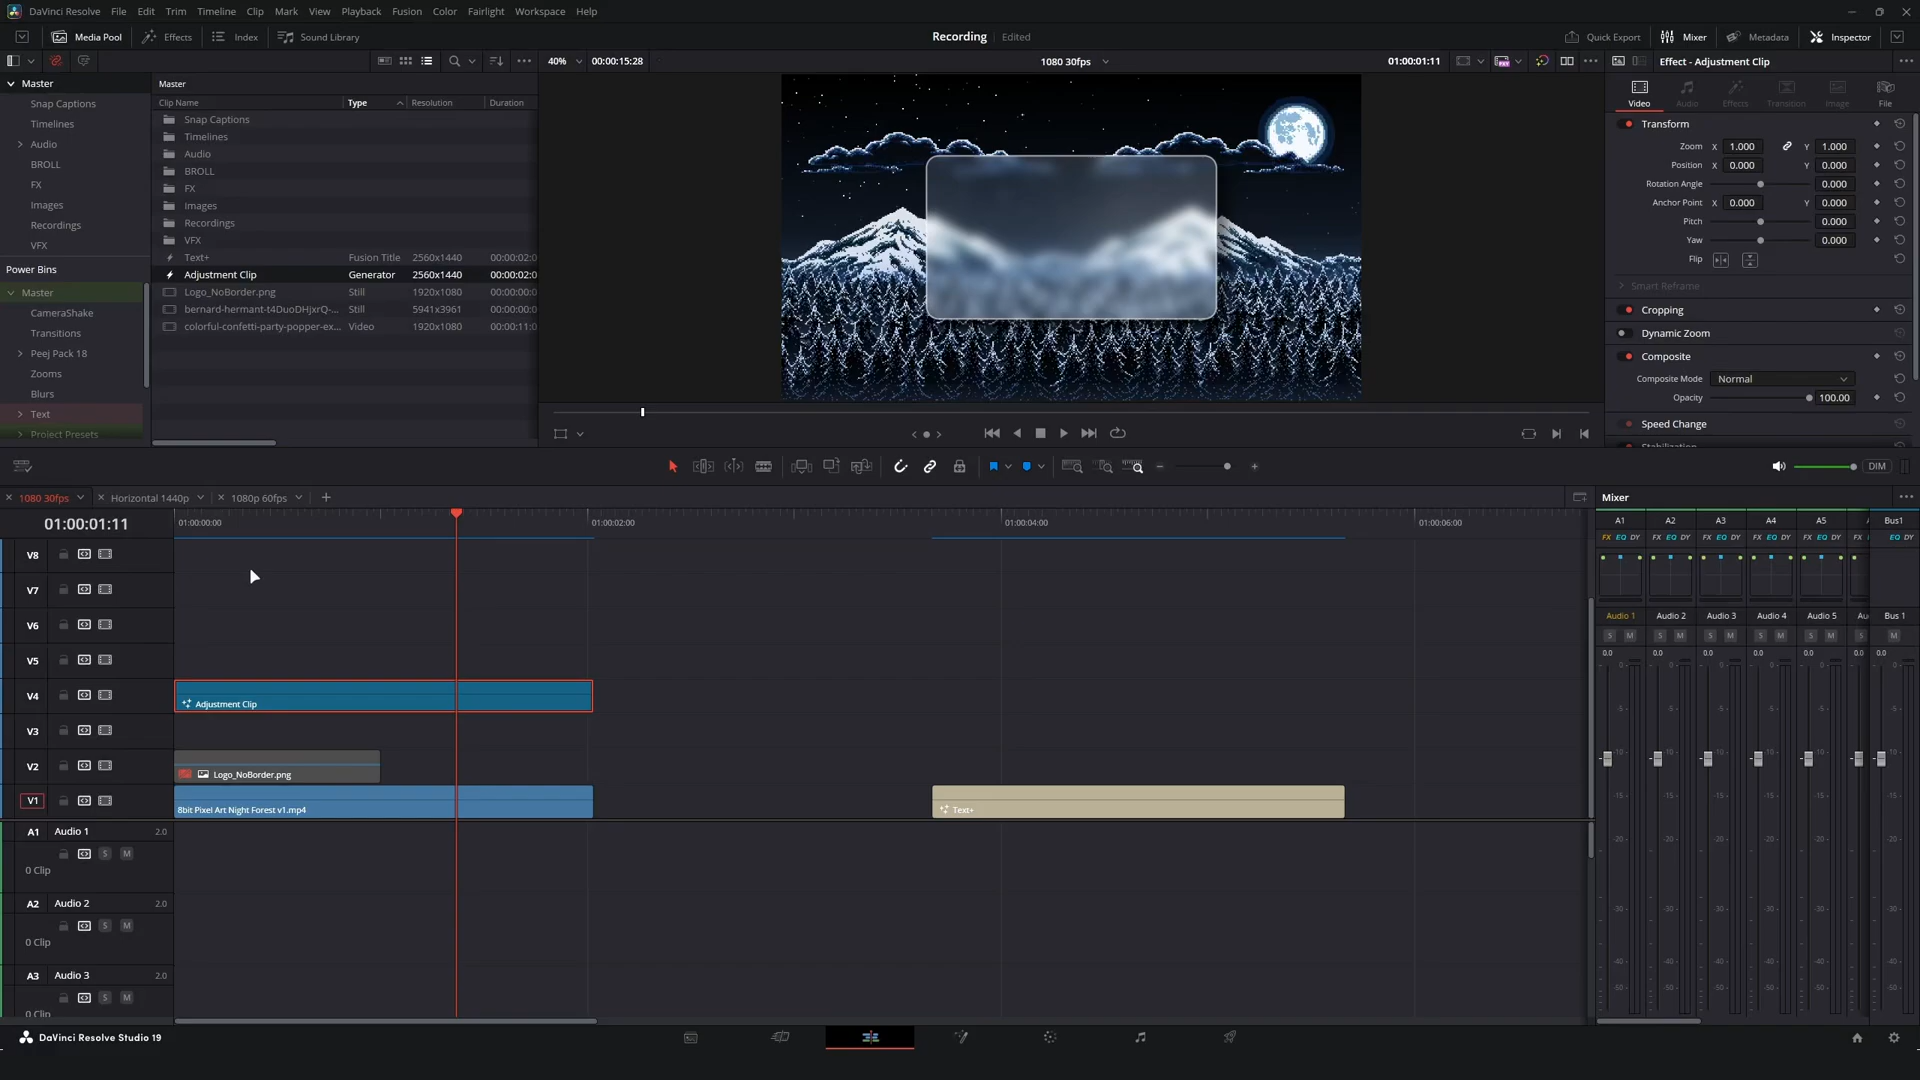 DaVinci Resolve File Edit Trim Timeline Clip Mark View Playback Fusion Color Fairlight Workspace Help
Media Pool Effects Index Sound Library Recording Edited Quick Export Mixer Metadata Inspector
40% 00:00:15:28 1080 30fps 01:00:01:11 Effect - Adjustment Clip
Master Master
Clip Name Type Resolution Duration
Video Audio Effects Transition Image File
Snap Captions
Timelines
Audio
BROLL
FX
Images
Recordings
VFX
Power Bins
Master
CameraShake
Transitions
Peej Pack 18
Zooms
Blurs
Text
Project Presets
Snap Captions
Timelines
Audio
BROLL
FX
Images
Recordings
VFX
Text+ Fusion Title 2560x1440 00:00:02:0
Adjustment Clip Generator 2560x1440 00:00:02:0
Logo_NoBorder.png Still 1920x1080 00:00:00:0
bernard-hermant-t4DuoDHjxrQ-... Still 5941x3961 00:00:00:0
colorful-confetti-party-popper-ex... Video 1920x1080 00:00:11:0
Transform
Zoom X 1.000 Y 1.000
Position X 0.000 Y 0.000
Rotation Angle 0.000
Anchor Point X 0.000 Y 0.000
Pitch 0.000
Yaw 0.000
Flip
Smart Reframe
Cropping
Dynamic Zoom
Composite
Composite Mode Normal
Opacity 100.00
Speed Change
DIM
1080 30fps Horizontal 1440p 1080p 60fps
01:00:01:11 01:00:00:00 01:00:02:00 01:00:04:00 01:00:06:00
V8
V7
V6
V5
V4 Adjustment Clip
V3
V2 Logo_NoBorder.png
V1 8bit Pixel Art Night Forest v1.mp4 Text+
A1 Audio 1 2.0
S M
0 Clip
A2 Audio 2 2.0
S M
0 Clip
A3 Audio 3 2.0
S M
0 Clip
Mixer
A1 A2 A3 A4 A5 Bus1
FX EQ DY FX EQ DY FX EQ DY FX EQ DY FX EQ DY FX EQ DY
Audio 1 Audio 2 Audio 3 Audio 4 Audio 5 Au Bus 1
S M S M S M S M S M S M
0.0 0.0 0.0 0.0 0.0 0.0 0.0
DaVinci Resolve Studio 19